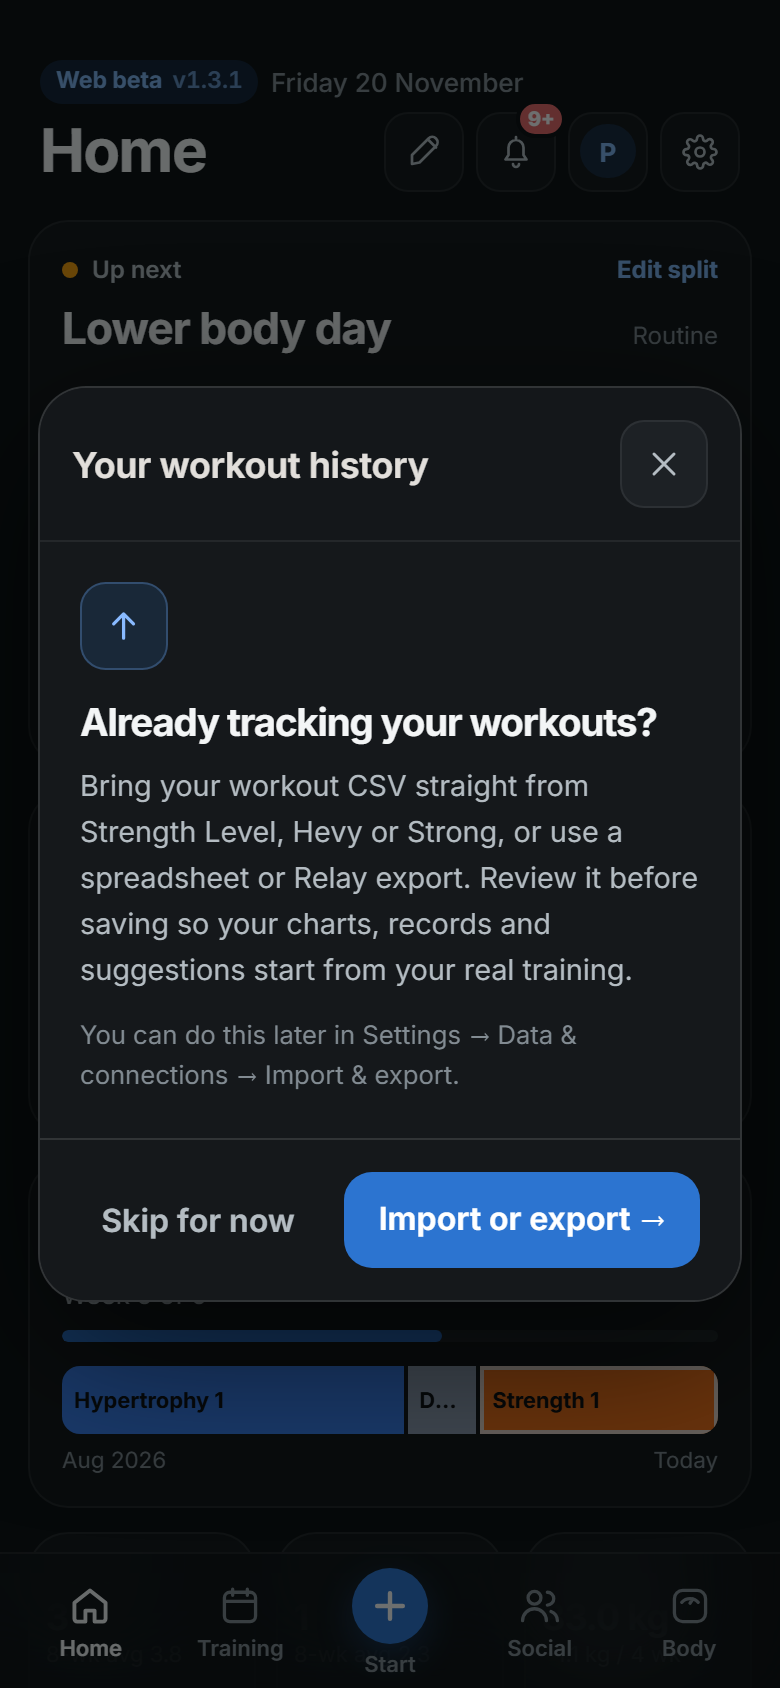 Web beta v1.3.1 Friday 20 November
Home
9+
P
Up next
Edit split
Lower body day
Routine
Your workout history
Already tracking your workouts?
Bring your workout CSV straight from
Strength Level, Hevy or Strong, or use a
spreadsheet or Relay export. Review it before
saving so your charts, records and
suggestions start from your real training.
You can do this later in Settings → Data &
connections → Import & export.
Skip for now
Import or export →
Hypertrophy 1
D...
Strength 1
Aug 2026
Today
Home
Training
Start
Social
Body